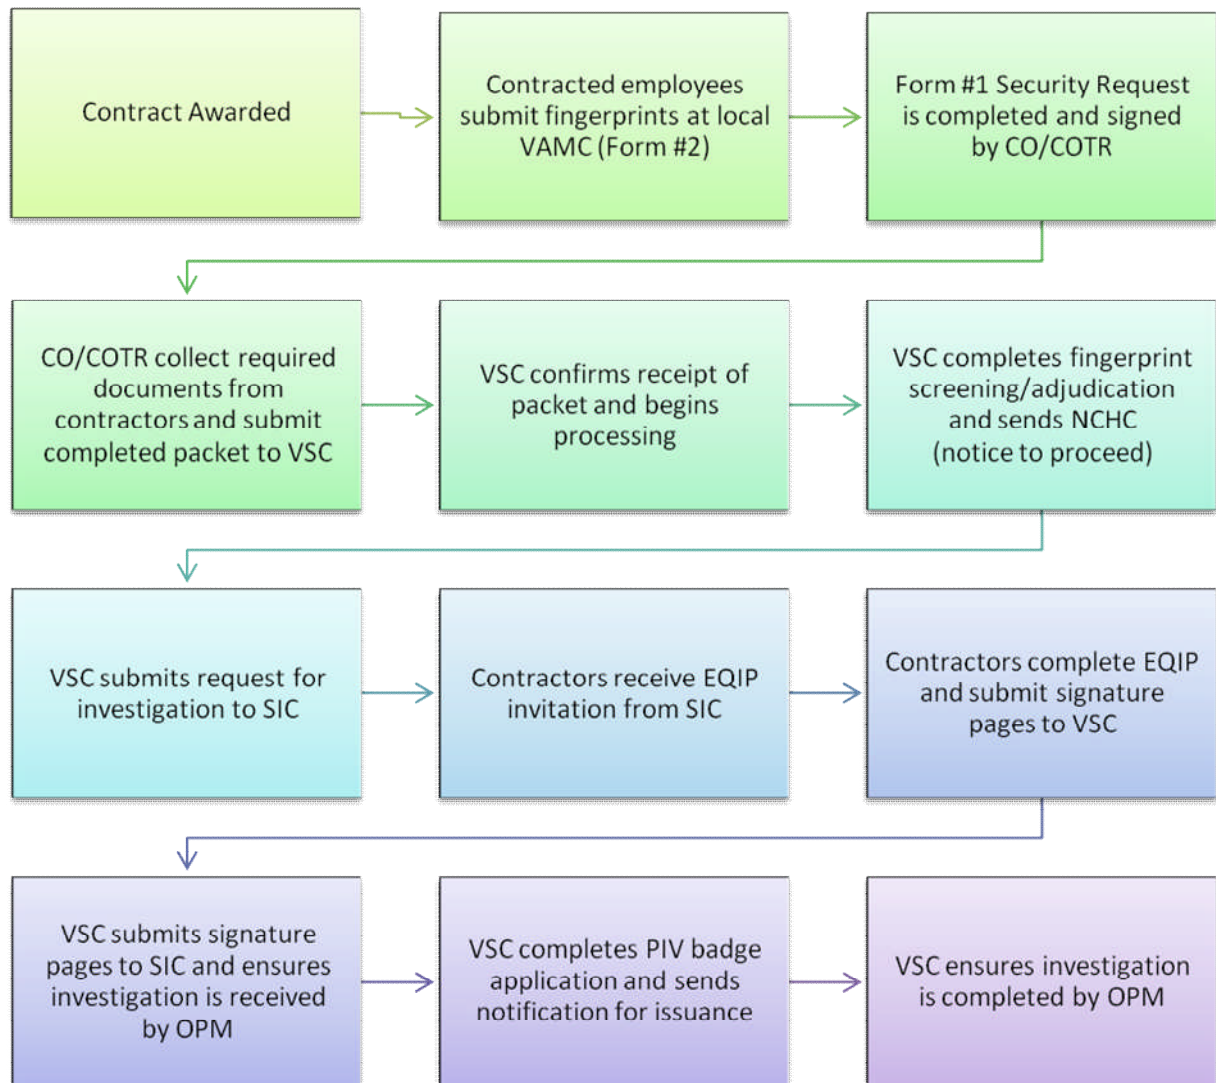 Contract Awarded
Contracted employees
submit fingerprints at local
VAMC (Form #2)
Form #1 Security Request
is completed and signed
by CO/COTR
CO/COTR collect required
documents from
contractors and submit
completed packet to VSC
VSC confirms receipt of
packet and begins
processing
VSC completes fingerprint
screening/adjudication
and sends NCHC
(notice to proceed)
VSC submits request for
investigation to SIC
Contractors receive EQIP
invitation from SIC
Contractors complete EQIP
and submit signature
pages to VSC
VSC submits signature
pages to SIC and ensures
investigation is received
by OPM
VSC completes PIV badge
application and sends
notification for issuance
VSC ensures investigation
is completed by OPM